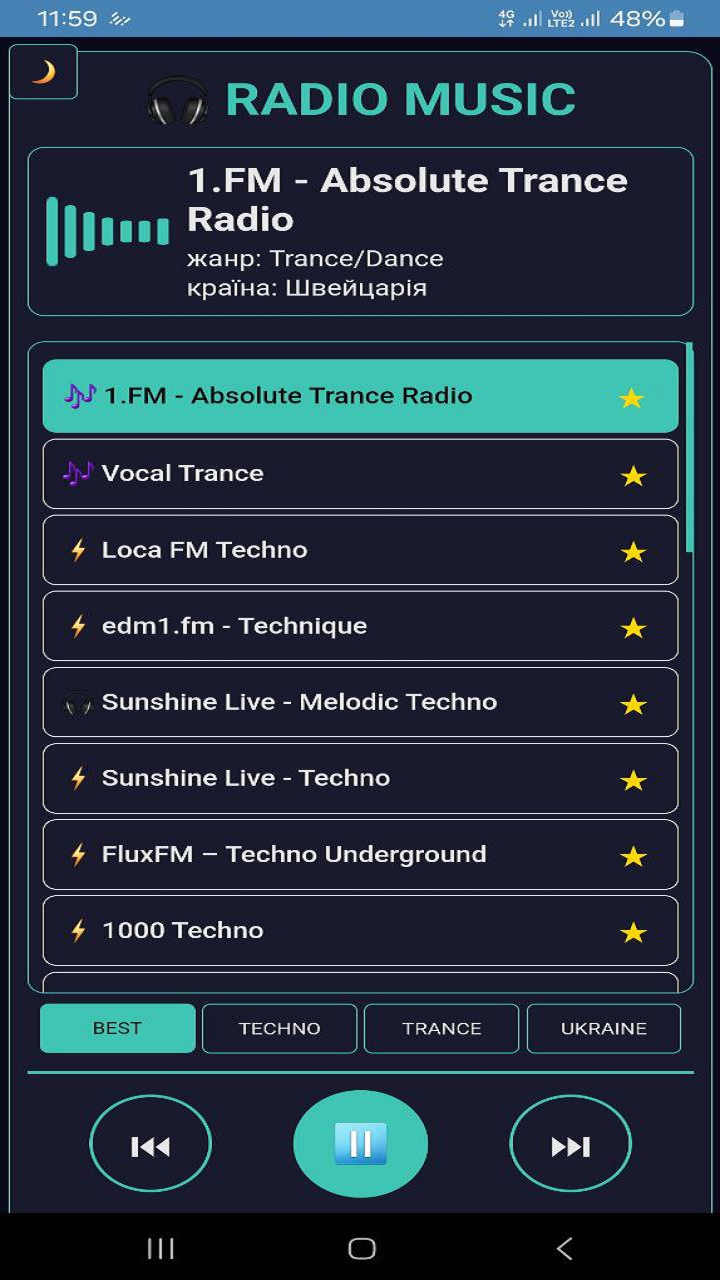 11:59 4G Vo)) LTE2 48%
RADIO MUSIC
1.FM - Absolute Trance
Radio
жанр: Trance/Dance
країна: Швейцарія
1.FM - Absolute Trance Radio
Vocal Trance
Loca FM Techno
edm1.fm - Technique
Sunshine Live - Melodic Techno
Sunshine Live - Techno
FluxFM – Techno Underground
1000 Techno
BEST TECHNO TRANCE UKRAINE